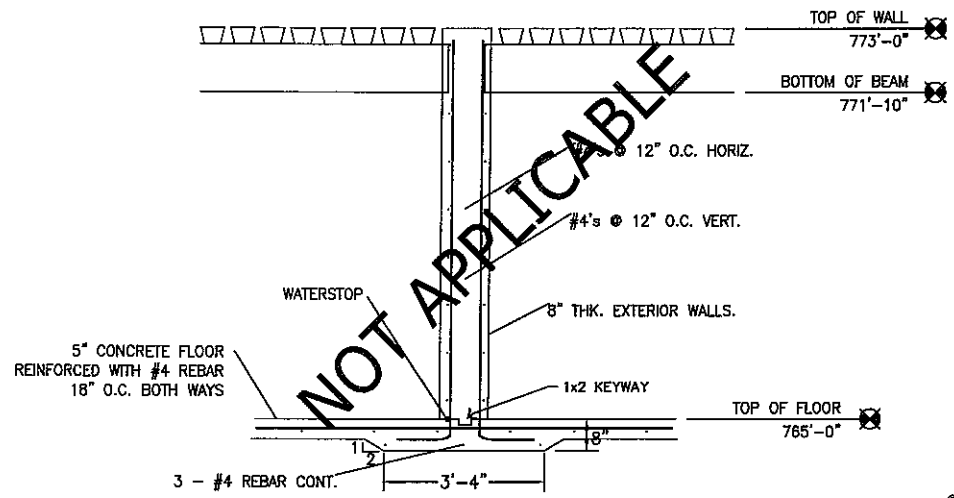 TOP OF WALL
773'-0"
BOTTOM OF BEAM
771'-10"
@ 12" O.C. HORIZ.
#4's @ 12" O.C. VERT.
NOT APPLICABLE
WATERSTOP
8" THK. EXTERIOR WALLS.
5" CONCRETE FLOOR
REINFORCED WITH #4 REBAR
18" O.C. BOTH WAYS
1x2 KEYWAY
TOP OF FLOOR
765'-0"
8"
1
2
3 - #4 REBAR CONT.
3'-4"